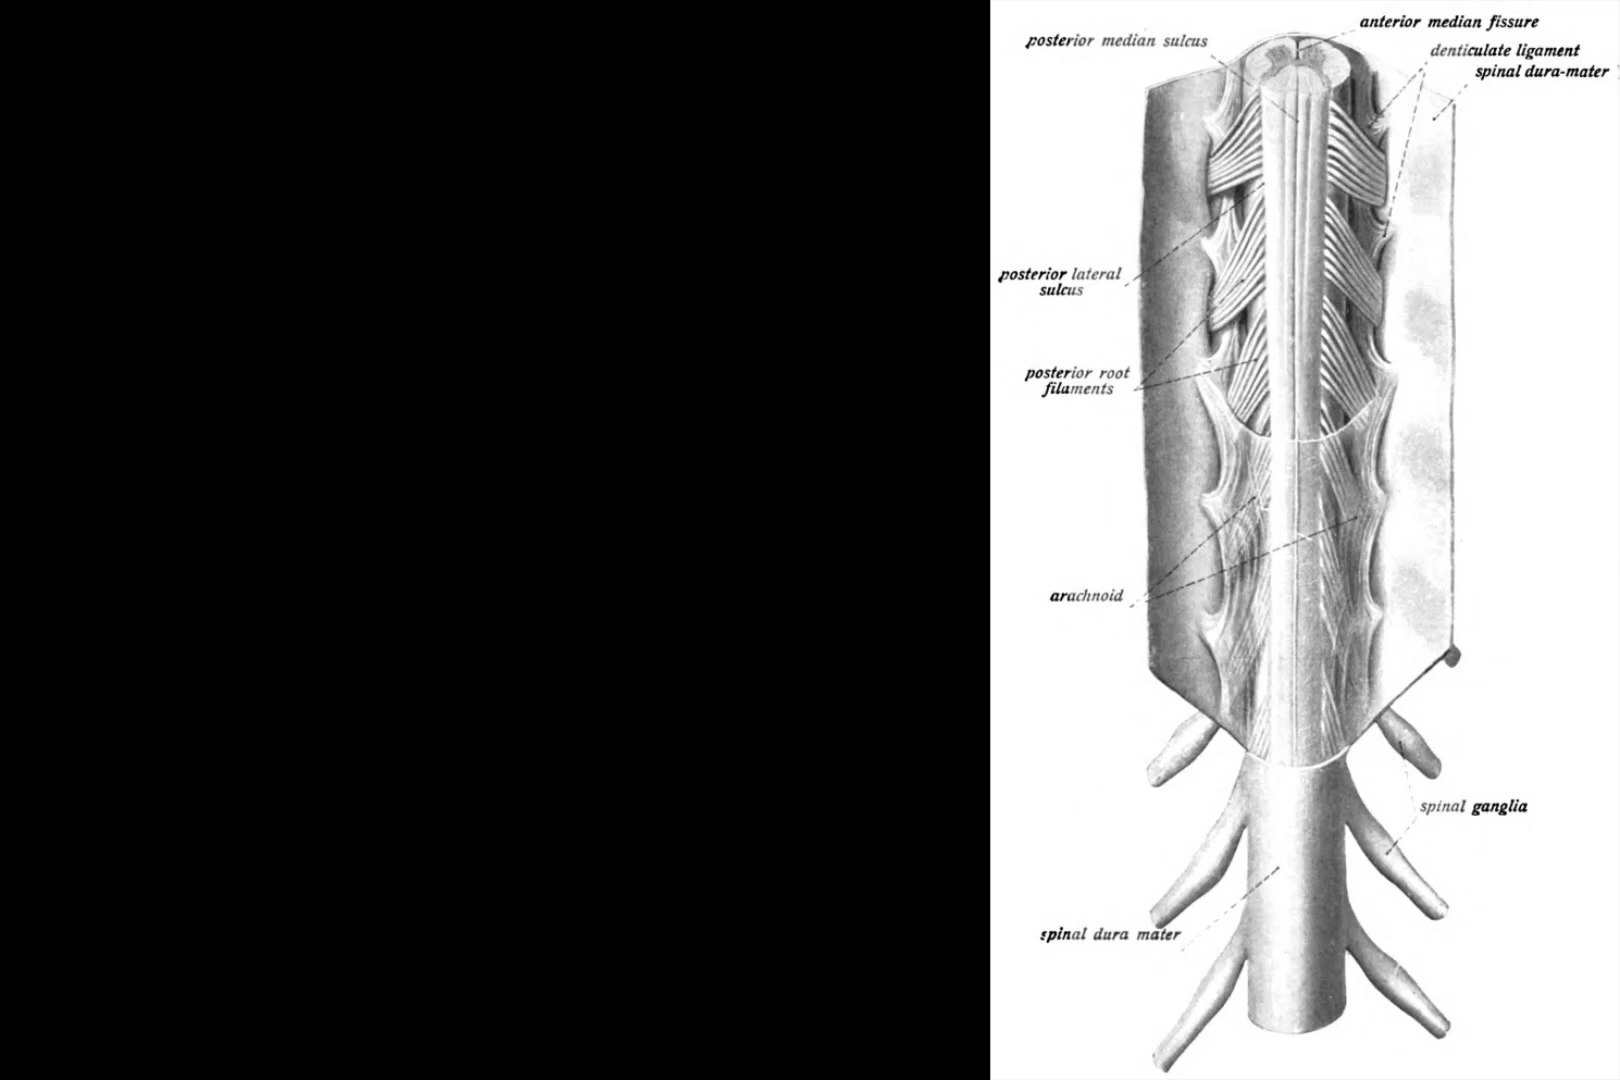 anterior median fissure
posterior median sulcus
denticulate ligament
spinal dura-mater
posterior lateral
sulcus
posterior root
filaments
arachnoid
spinal ganglia
spinal dura mater